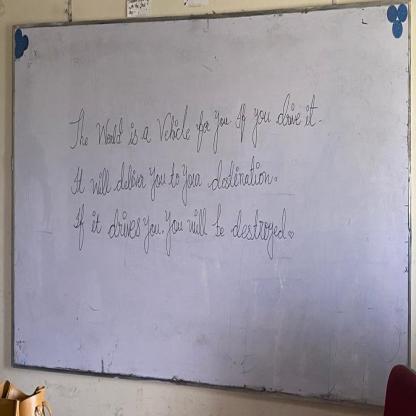 The World is a Vehicle for you If you drive it.
It will deliver you to your destination.
If it drives you. You will be destroyed.